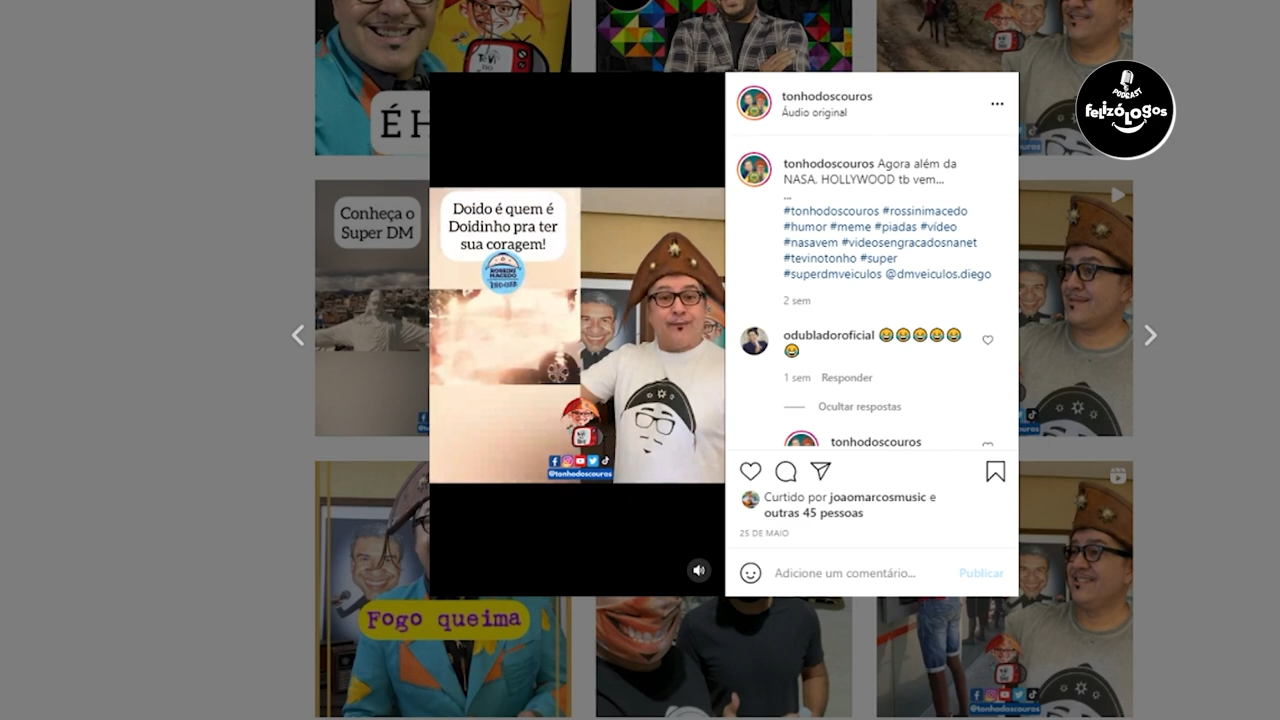 PODCAST
felizólogos
É H
Conheça o
Super DM
Doido é quem é
Doidinho pra ter
sua coragem!
ROSSINI
MACEDO
@tonhodoscouros
tonhodoscouros
Áudio original
tonhodoscouros Agora além da
NASA. HOLLYWOOD tb vem...
...
#tonhodoscouros #rossinimacedo
#humor #meme #piadas #vídeo
#nasavem #videosengracadosnanet
#tevinotonho #super
#superdmveiculos @dmveiculos.diego
2 sem
odubladoroficial 😂😂😂😂😂
😂
1 sem Responder
Ocultar respostas
tonhodoscouros
Curtido por joaomarcosmusic e
outras 45 pessoas
25 DE MAIO
Adicione um comentário... Publicar
Fogo queima
@tonhodoscouros